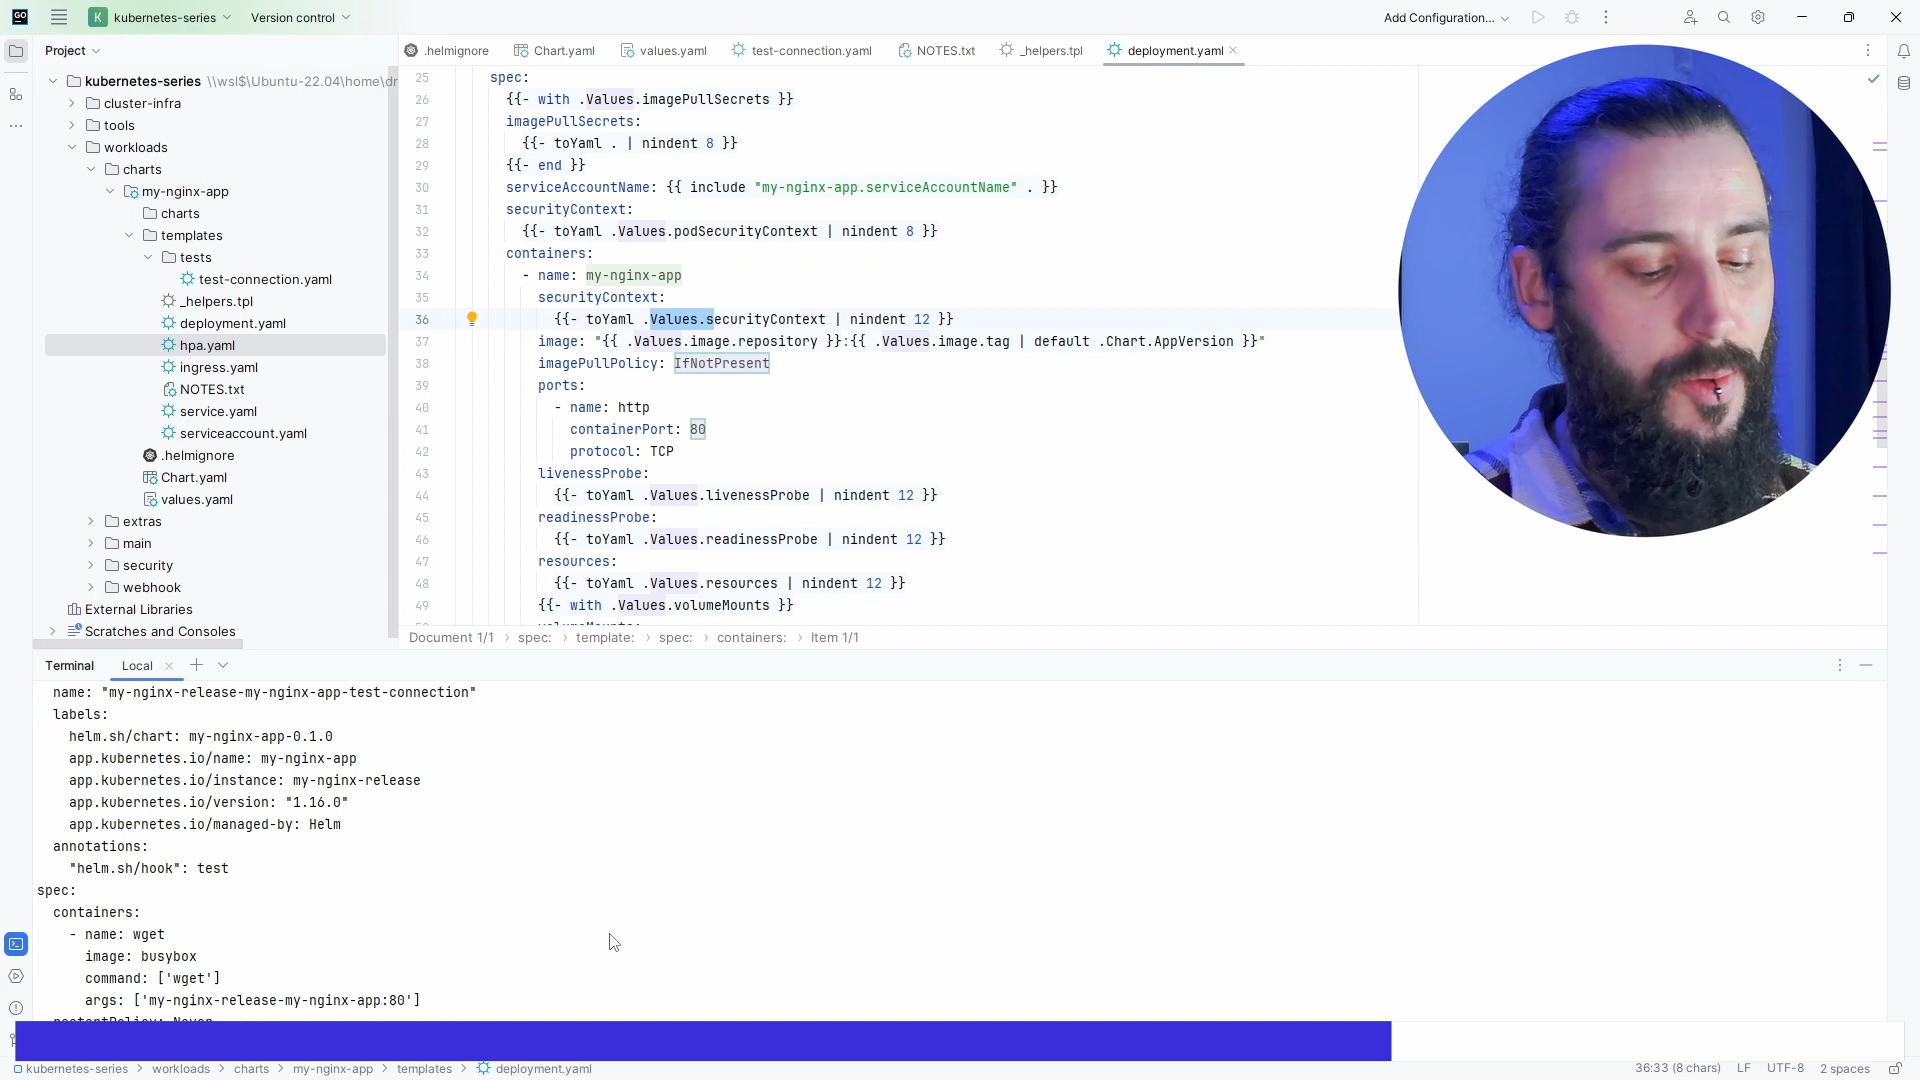 GO
K kubernetes-series
Version control
Add Configuration...
Project
.helmignore
Chart.yaml
values.yaml
test-connection.yaml
NOTES.txt
_helpers.tpl
deployment.yaml
kubernetes-series \\wsl$\Ubuntu-22.04\home\dr
cluster-infra
tools
workloads
charts
my-nginx-app
charts
templates
tests
test-connection.yaml
_helpers.tpl
deployment.yaml
hpa.yaml
ingress.yaml
NOTES.txt
service.yaml
serviceaccount.yaml
.helmignore
Chart.yaml
values.yaml
extras
main
security
webhook
External Libraries
Scratches and Consoles
25 spec:
26 {{- with .Values.imagePullSecrets }}
27 imagePullSecrets:
28 {{- toYaml . | nindent 8 }}
29 {{- end }}
30 serviceAccountName: {{ include "my-nginx-app.serviceAccountName" . }}
31 securityContext:
32 {{- toYaml .Values.podSecurityContext | nindent 8 }}
33 containers:
34 - name: my-nginx-app
35 securityContext:
36 {{- toYaml .Values.securityContext | nindent 12 }}
37 image: "{{ .Values.image.repository }}:{{ .Values.image.tag | default .Chart.AppVersion }}"
38 imagePullPolicy: IfNotPresent
39 ports:
40 - name: http
41 containerPort: 80
42 protocol: TCP
43 livenessProbe:
44 {{- toYaml .Values.livenessProbe | nindent 12 }}
45 readinessProbe:
46 {{- toYaml .Values.readinessProbe | nindent 12 }}
47 resources:
48 {{- toYaml .Values.resources | nindent 12 }}
49 {{- with .Values.volumeMounts }}
Document 1/1 › spec: › template: › spec: › containers: › Item 1/1
Terminal
Local
name: "my-nginx-release-my-nginx-app-test-connection"
labels:
helm.sh/chart: my-nginx-app-0.1.0
app.kubernetes.io/name: my-nginx-app
app.kubernetes.io/instance: my-nginx-release
app.kubernetes.io/version: "1.16.0"
app.kubernetes.io/managed-by: Helm
annotations:
"helm.sh/hook": test
spec:
containers:
- name: wget
image: busybox
command: ['wget']
args: ['my-nginx-release-my-nginx-app:80']
kubernetes-series › workloads › charts › my-nginx-app › templates › deployment.yaml
36:33 (8 chars)
LF
UTF-8
2 spaces